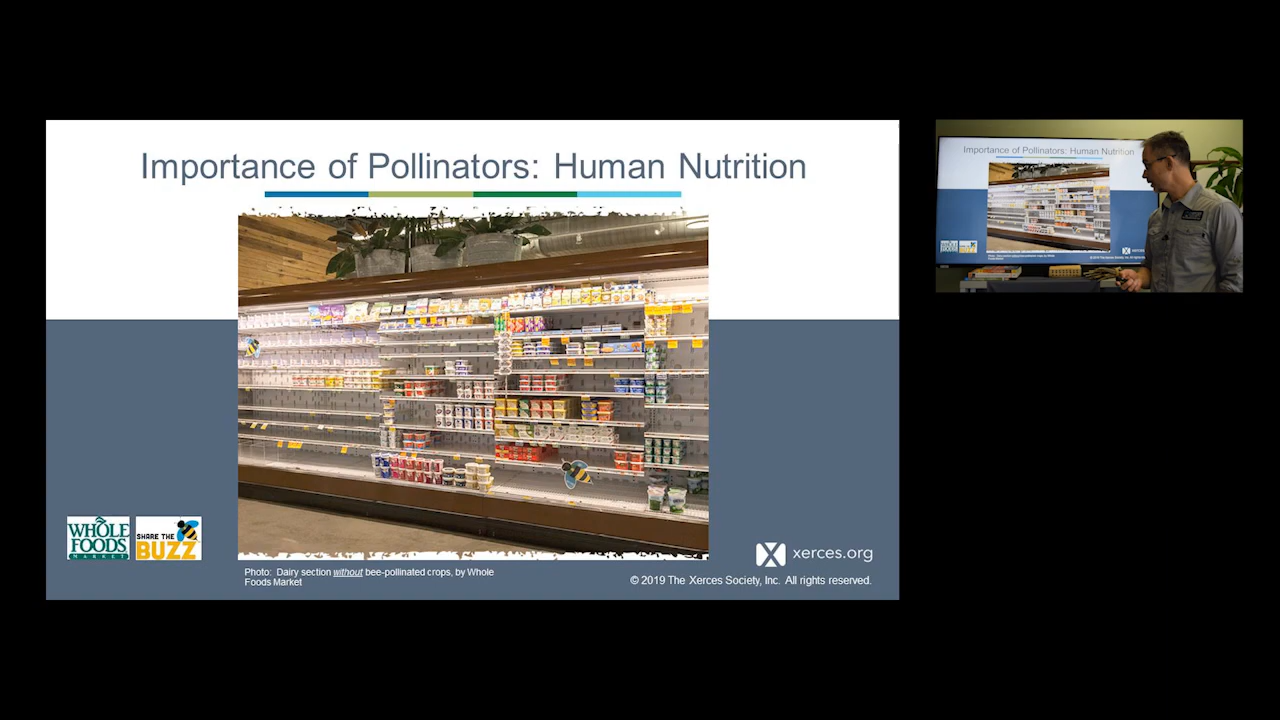 Importance of Pollinators: Human Nutrition
WHOLE
FOODS
MARKET
SHARE THE
BUZZ
Photo: Dairy section without bee-pollinated crops, by Whole
Foods Market
xerces.org
© 2019 The Xerces Society, Inc. All rights reserved.
Importance of Pollinators: Human Nutrition